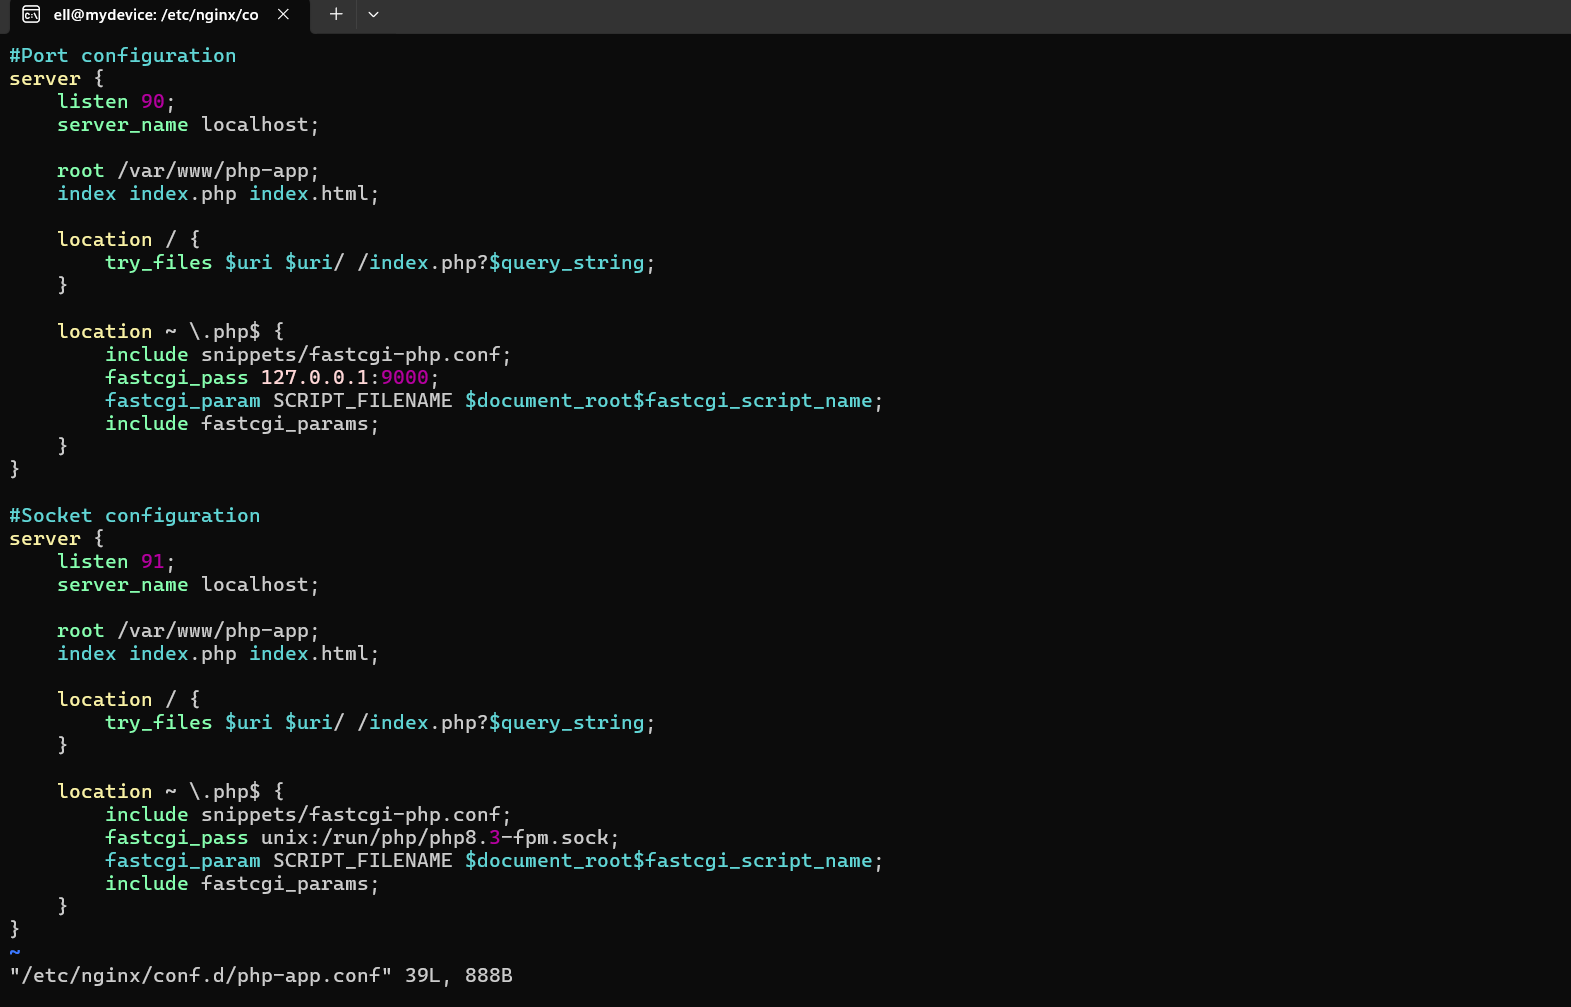 ell@mydevice: /etc/nginx/co
#Port configuration
server {
    listen 90;
    server_name localhost;

    root /var/www/php-app;
    index index.php index.html;

    location / {
        try_files $uri $uri/ /index.php?$query_string;
    }

    location ~ \.php$ {
        include snippets/fastcgi-php.conf;
        fastcgi_pass 127.0.0.1:9000;
        fastcgi_param SCRIPT_FILENAME $document_root$fastcgi_script_name;
        include fastcgi_params;
    }
}

#Socket configuration
server {
    listen 91;
    server_name localhost;

    root /var/www/php-app;
    index index.php index.html;

    location / {
        try_files $uri $uri/ /index.php?$query_string;
    }

    location ~ \.php$ {
        include snippets/fastcgi-php.conf;
        fastcgi_pass unix:/run/php/php8.3-fpm.sock;
        fastcgi_param SCRIPT_FILENAME $document_root$fastcgi_script_name;
        include fastcgi_params;
    }
}
~
"/etc/nginx/conf.d/php-app.conf" 39L, 888B